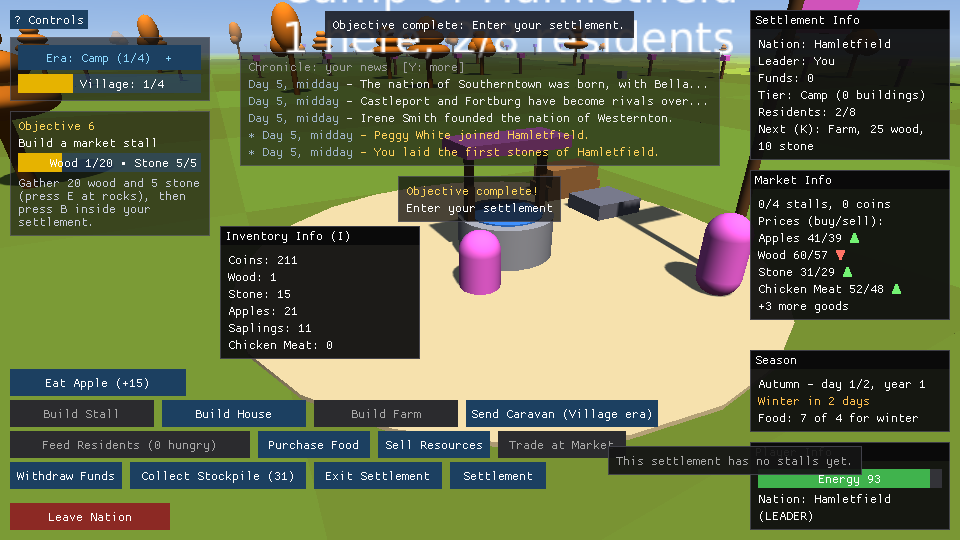 ? Controls
Era: Camp (1/4) +
Village: 1/4
Objective 6
Build a market stall
Wood 1/20 • Stone 5/5
Gather 20 wood and 5 stone
(press E at rocks), then
press B inside your
settlement.
Objective complete: Enter your settlement.
1 here, 2/8 residents
Chronicle: your news [Y: more]
Day 5, midday – The nation of Southerntown was born, with Bella...
Day 5, midday – Castleport and Fortburg have become rivals over...
Day 5, midday – Irene Smith founded the nation of Westernton.
* Day 5, midday – Peggy White joined Hamletfield.
* Day 5, midday – You laid the first stones of Hamletfield.
Objective complete!
Enter your settlement
Inventory Info (I)
Coins: 211
Wood: 1
Stone: 15
Apples: 21
Saplings: 11
Chicken Meat: 0
Settlement Info
Nation: Hamletfield
Leader: You
Funds: 0
Tier: Camp (0 buildings)
Residents: 2/8
Next (K): Farm, 25 wood,
10 stone
Market Info
0/4 stalls, 0 coins
Prices (buy/sell):
Apples 41/39
Wood 60/57
Stone 31/29
Chicken Meat 52/48
+3 more goods
Season
Autumn – day 1/2, year 1
Winter in 2 days
Food: 7 of 4 for winter
Energy 93
Nation: Hamletfield
(LEADER)
Eat Apple (+15)
Build Stall
Build House
Build Farm
Send Caravan (Village era)
Feed Residents (0 hungry)
Purchase Food
Sell Resources
Trade at Market
This settlement has no stalls yet.
Withdraw Funds
Collect Stockpile (31)
Exit Settlement
Settlement
Leave Nation